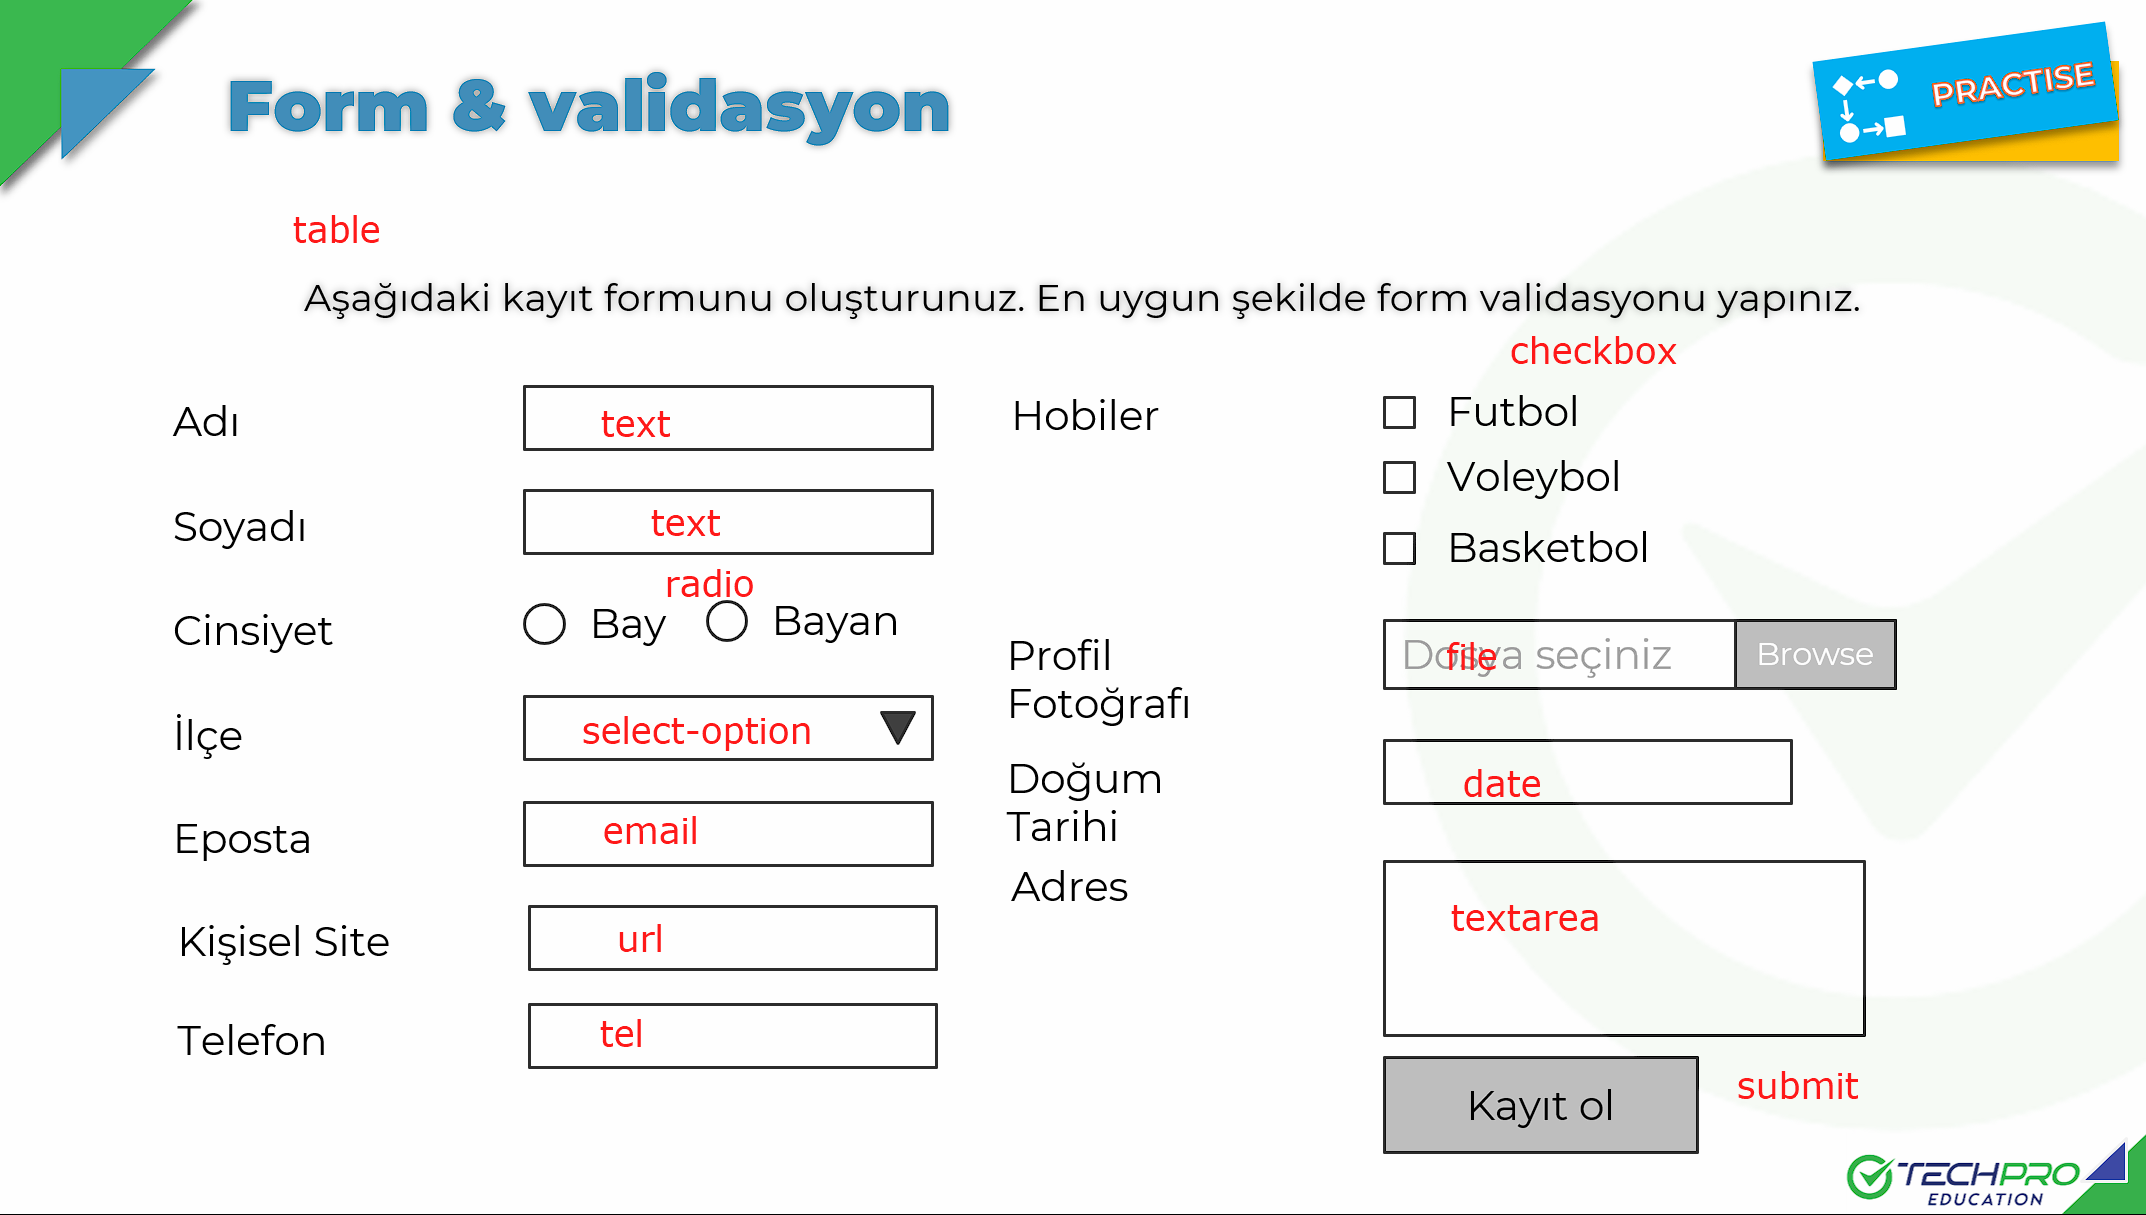 Form & validasyon
PRACTISE
table
Aşağıdaki kayıt formunu oluşturunuz. En uygun şekilde form validasyonu yapınız.
Adı
text
Soyadı
text
radio
Cinsiyet
Bay
Bayan
İlçe
select-option
Eposta
email
Kişisel Site
url
Telefon
tel
checkbox
Hobiler
Futbol
Voleybol
Basketbol
Profil
Fotoğrafı
Dosya seçiniz
file
Browse
Doğum
Tarihi
date
Adres
textarea
Kayıt ol
submit
TECHPRO
EDUCATION